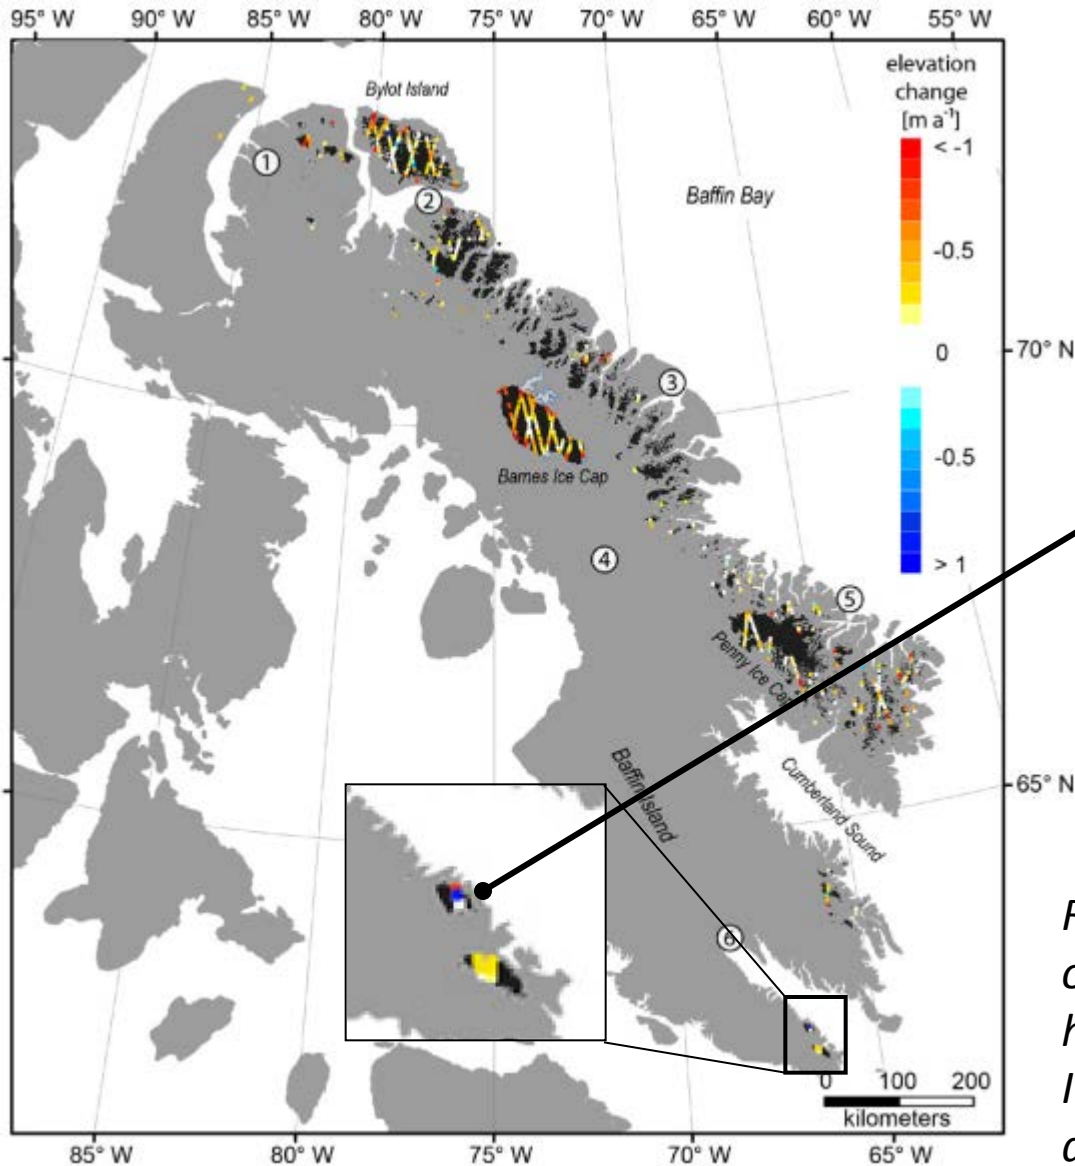 95° W 90° W 85° W 80° W 75° W 70° W 65° W 60° W 55° W
elevation
change
[m a⁻¹]
< -1
-0.5
0
-0.5
> 1
Bylot Island
1
2
Baffin Bay
70° N
3
Barnes Ice Cap
4
5
Penny Ice Cap
Baffin Island
Cumberland Sound
65° N
6
0 100 200
kilometers
85° W 80° W 75° W 70° W 65° W